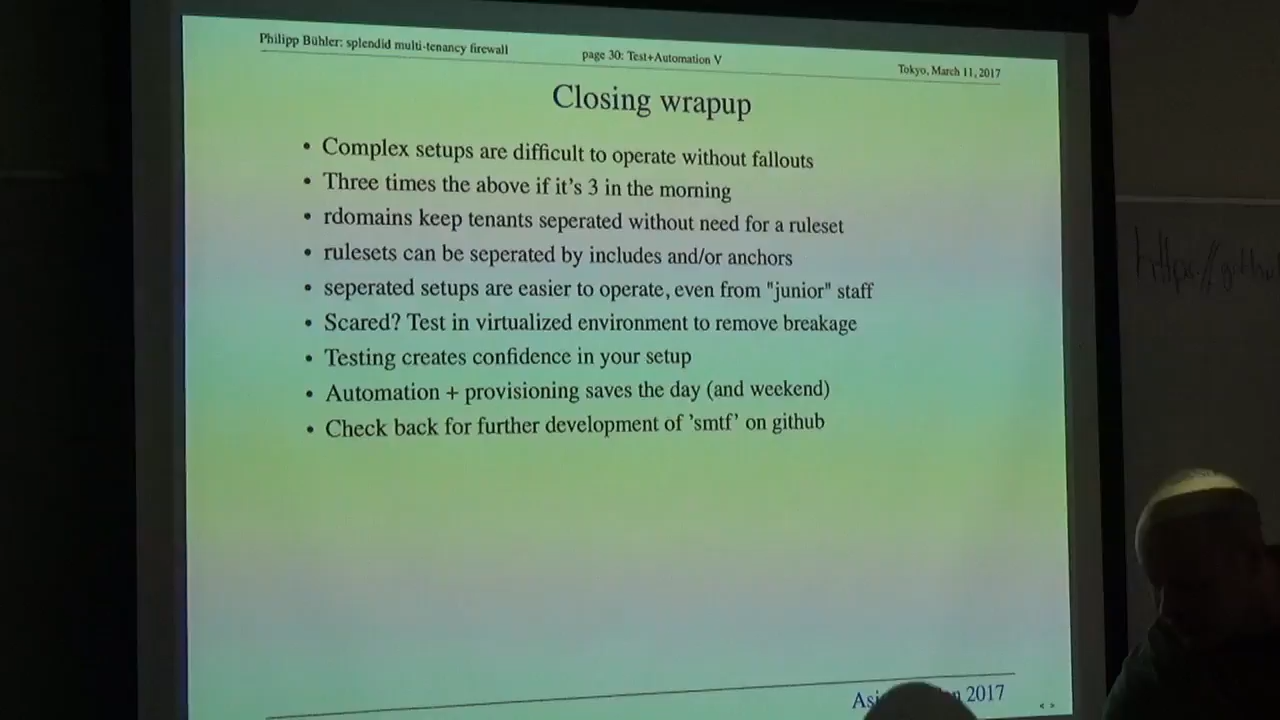 Philipp Bühler: splendid multi-tenancy firewall
page 30: Test+Automation V
Tokyo, March 11, 2017
Closing wrapup
• Complex setups are difficult to operate without fallouts
• Three times the above if it's 3 in the morning
• rdomains keep tenants seperated without need for a ruleset
• rulesets can be seperated by includes and/or anchors
• seperated setups are easier to operate, even from "junior" staff
• Scared? Test in virtualized environment to remove breakage
• Testing creates confidence in your setup
• Automation + provisioning saves the day (and weekend)
• Check back for further development of 'smtf' on github
2017
< >